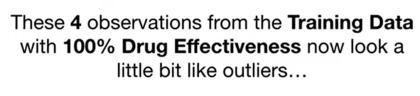 These 4 observations from the Training Data
with 100% Drug Effectiveness now look a
little bit like outliers...